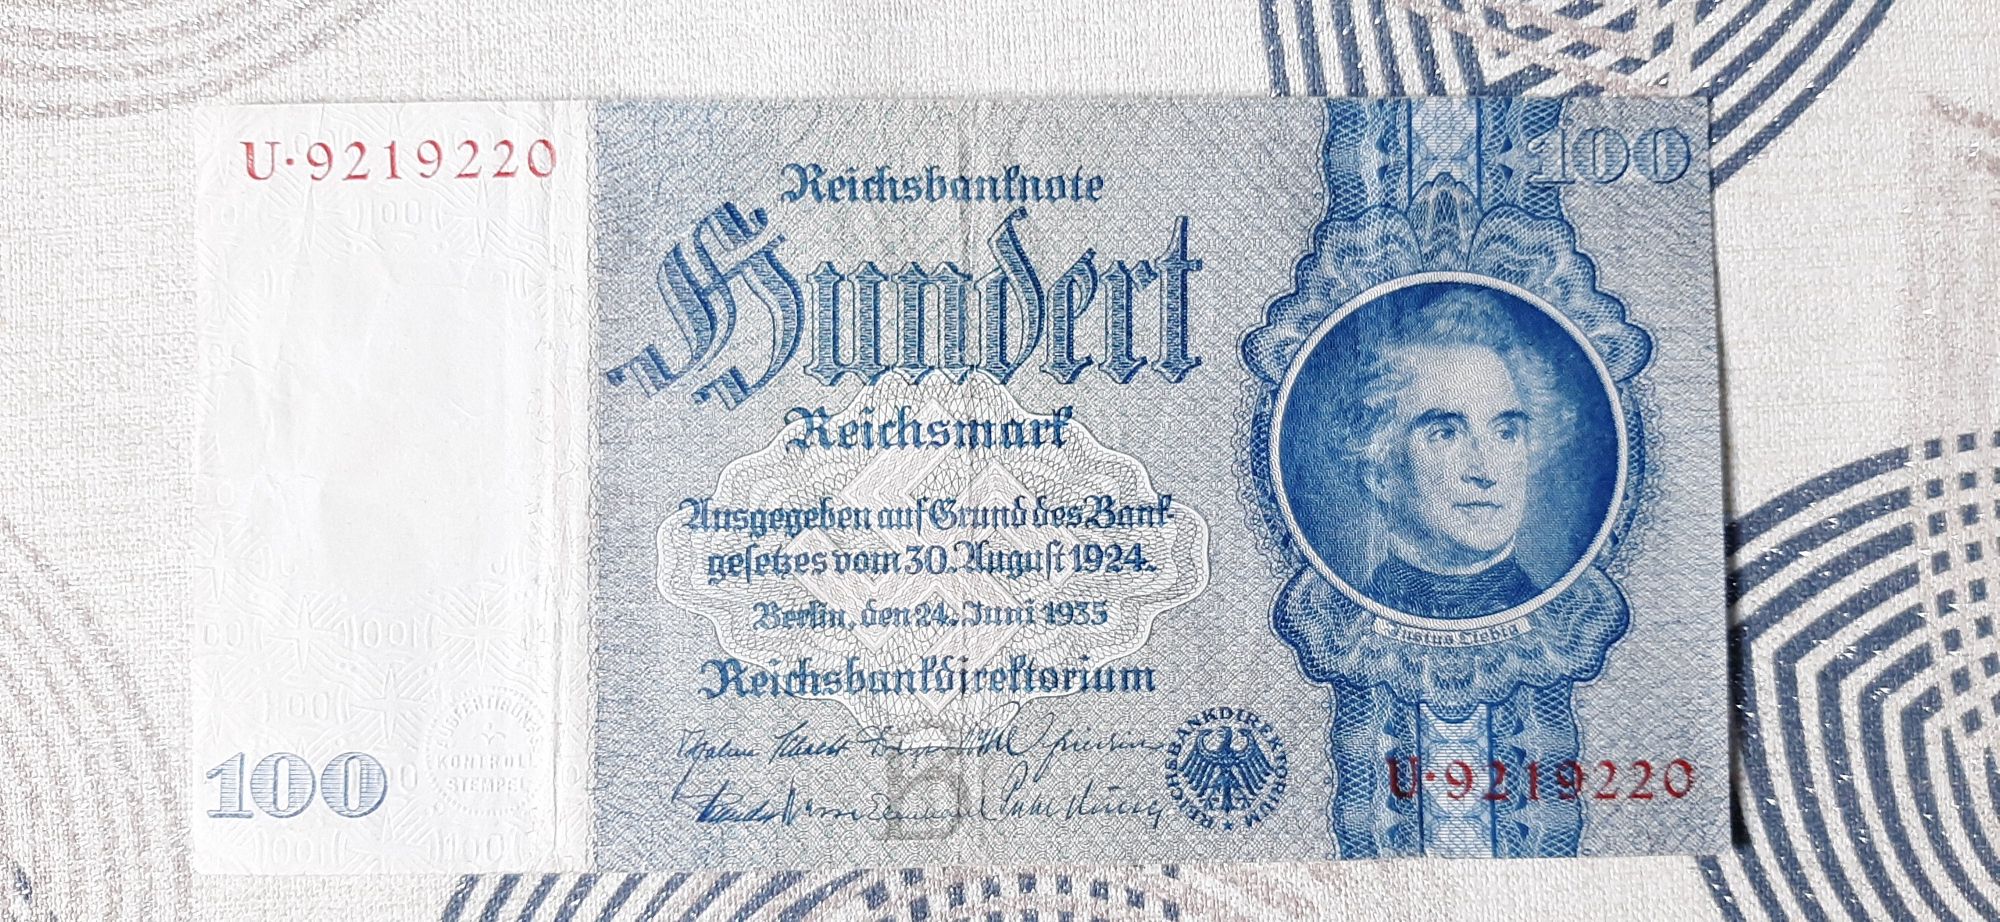 U·9219220
100
Reichsbanknote
Hundert
Reichsmark
Ausgegeben auf Grund des Bank-
gesetzes vom 30. August 1924.
Berlin, den 24. Juni 1935
Reichsbankdirektorium
Justus Liebig
REICHSBANKDIREKTORIUM
U·9219220
100
AUSFERTIGUNG
KONTROLL
STEMPEL
B